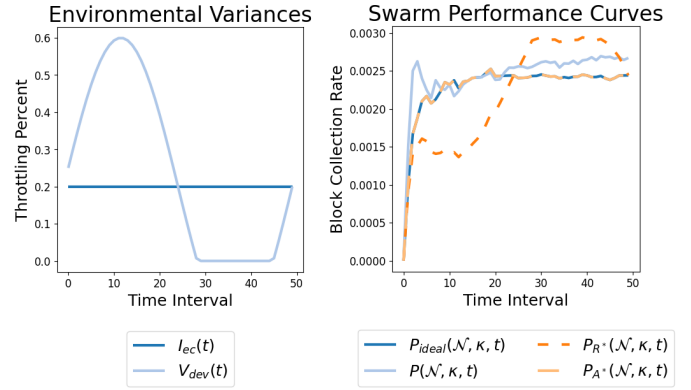 Environmental Variances
Throttling Percent
0.6
0.5
0.4
0.3
0.2
0.1
0.0
0 10 20 30 40 50
Time Interval
I_ec(t)
V_dev(t)
Swarm Performance Curves
Block Collection Rate
0.0030
0.0025
0.0020
0.0015
0.0010
0.0005
0.0000
0 10 20 30 40 50
Time Interval
P_ideal(𝒩, κ, t)
P(𝒩, κ, t)
P_R*(𝒩, κ, t)
P_A*(𝒩, κ, t)